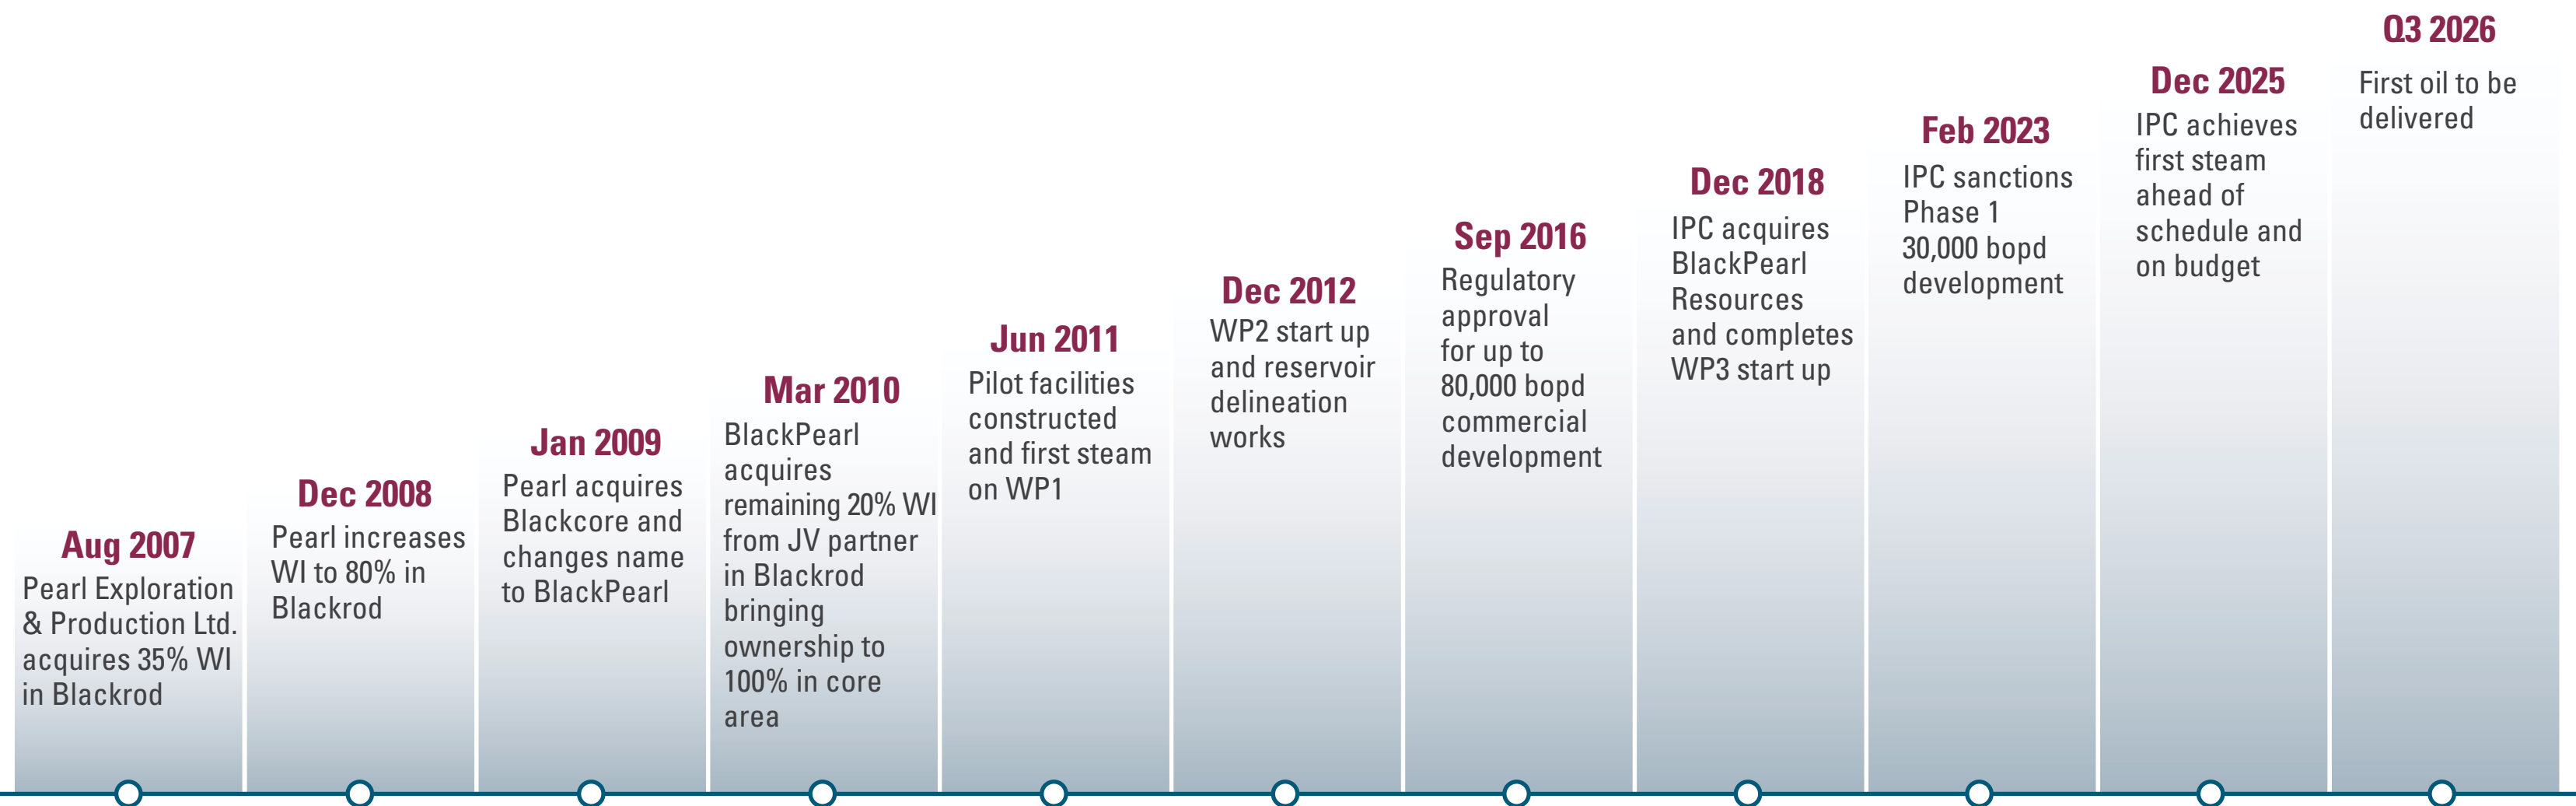 Aug 2007
Pearl Exploration
& Production Ltd.
acquires 35% WI
in Blackrod
Dec 2008
Pearl increases
WI to 80% in
Blackrod
Jan 2009
Pearl acquires
Blackcore and
changes name
to BlackPearl
Mar 2010
BlackPearl
acquires
remaining 20% WI
from JV partner
in Blackrod
bringing
ownership to
100% in core
area
Jun 2011
Pilot facilities
constructed
and first steam
on WP1
Dec 2012
WP2 start up
and reservoir
delineation
works
Sep 2016
Regulatory
approval
for up to
80,000 bopd
commercial
development
Dec 2018
IPC acquires
BlackPearl
Resources
and completes
WP3 start up
Feb 2023
IPC sanctions
Phase 1
30,000 bopd
development
Dec 2025
IPC achieves
first steam
ahead of
schedule and
on budget
Q3 2026
First oil to be
delivered